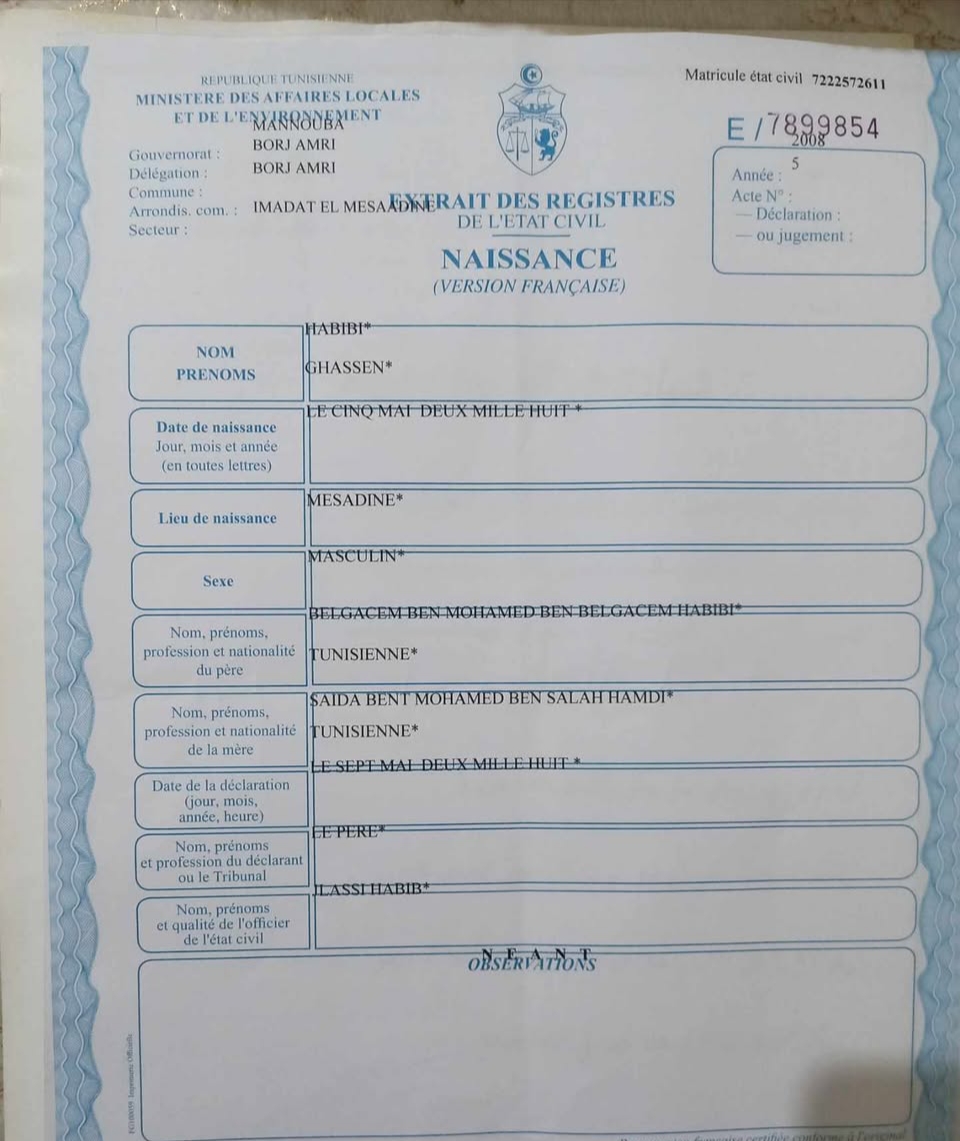 REPUBLIQUE TUNISIENNE
MINISTERE DES AFFAIRES LOCALES
ET DE L'ENVIRONNEMENT
MANNOUBA
Gouvernorat : BORJ AMRI
Délégation : BORJ AMRI
Commune :
Arrondis. com. : IMADAT EL MESAADINE
Secteur :
Matricule état civil 7222572611
E / 7899854
2008
5
Année :
Acte N° :
— Déclaration :
— ou jugement :
EXTRAIT DES REGISTRES
DE L'ETAT CIVIL
NAISSANCE
(VERSION FRANÇAISE)
NOM
PRENOMS
HABIBI*
GHASSEN*
Date de naissance
Jour, mois et année
(en toutes lettres)
LE CINQ MAI DEUX MILLE HUIT *
Lieu de naissance
MESADINE*
Sexe
MASCULIN*
Nom, prénoms,
profession et nationalité
du père
BELGACEM BEN MOHAMED BEN BELGACEM HABIBI*
TUNISIENNE*
Nom, prénoms,
profession et nationalité
de la mère
SAIDA BENT MOHAMED BEN SALAH HAMDI*
TUNISIENNE*
Date de la déclaration
(jour, mois,
année, heure)
LE SEPT MAI DEUX MILLE HUIT *
Nom, prénoms
et profession du déclarant
ou le Tribunal
LE PERE*
Nom, prénoms
et qualité de l'officier
de l'état civil
JLASSI HABIB*
N E A N T
OBSERVATIONS
Imprimerie Officielle
française certifiée conforme à